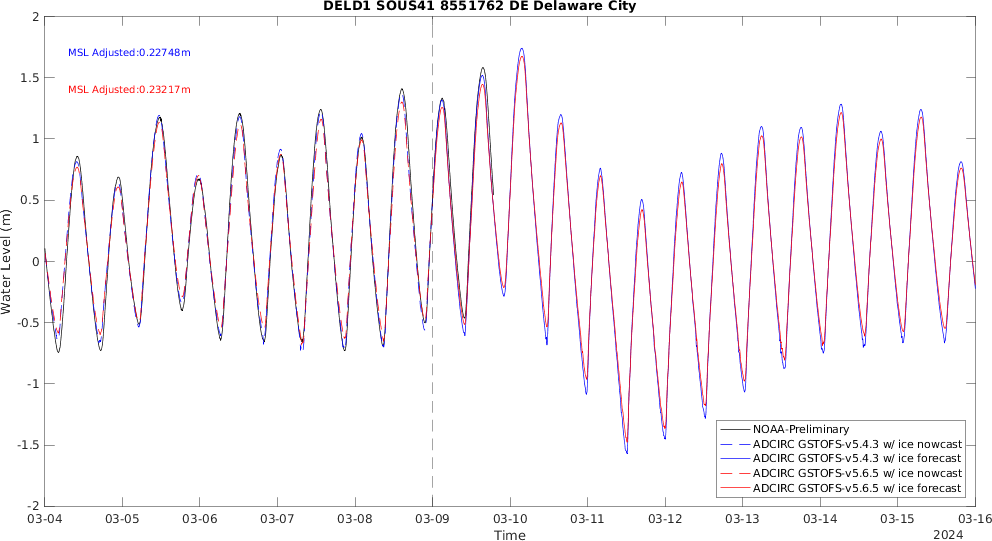 DELD1 SOUS41 8551762 DE Delaware City
MSL Adjusted:0.22748m
MSL Adjusted:0.23217m
Water Level (m)
2
1.5
1
0.5
0
-0.5
-1
-1.5
-2
NOAA-Preliminary
ADCIRC GSTOFS-v5.4.3 w/ ice nowcast
ADCIRC GSTOFS-v5.4.3 w/ ice forecast
ADCIRC GSTOFS-v5.6.5 w/ ice nowcast
ADCIRC GSTOFS-v5.6.5 w/ ice forecast
03-04 03-05 03-06 03-07 03-08 03-09 03-10 03-11 03-12 03-13 03-14 03-15 03-16
Time
2024